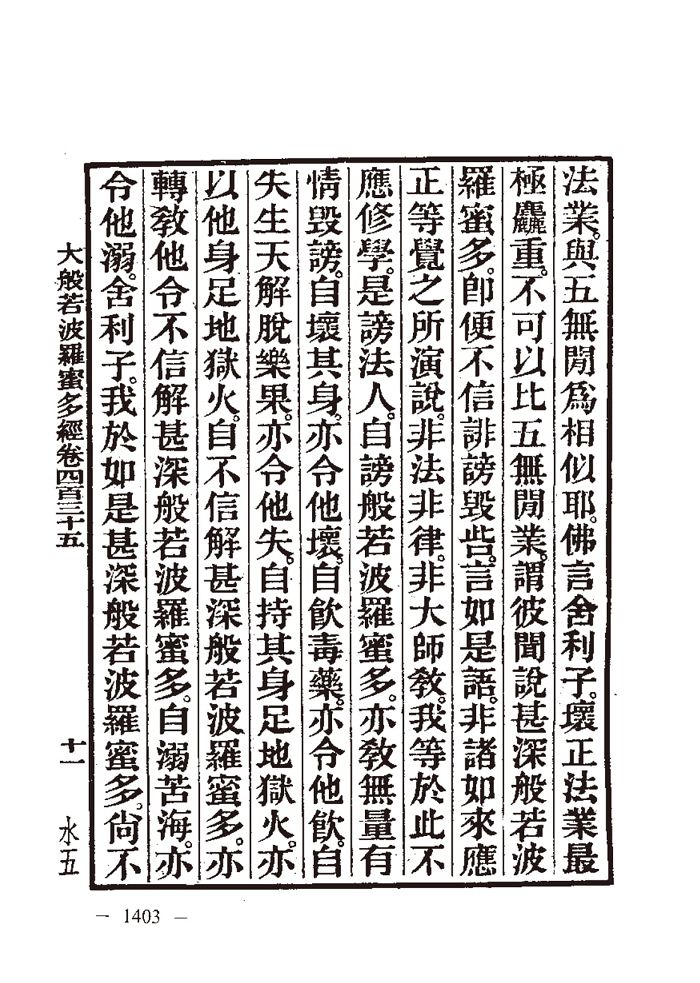 法業。與五無閒爲相似耶。佛言舍利子。壞正法業最
極麤重。不可以比五無閒業。謂彼聞說甚深般若波
羅蜜多。卽便不信誹謗毀呰。言如是語。非諸如來應
正等覺之所演說。非法非律。非大師敎。我等於此不
應修學。是謗法人。自謗般若波羅蜜多。亦敎無量有
情毀謗。自壞其身。亦令他壞。自飮毒藥。亦令他飮。自
失生天解脫樂果。亦令他失。自持其身足地獄火。亦
以他身足地獄火。自不信解甚深般若波羅蜜多。亦
轉敎他令不信解甚深般若波羅蜜多。自溺苦海。亦
令他溺。舍利子。我於如是甚深般若波羅蜜多。尙不
大般若波羅蜜多經卷四百三十五
十一
水五
— 1403 —